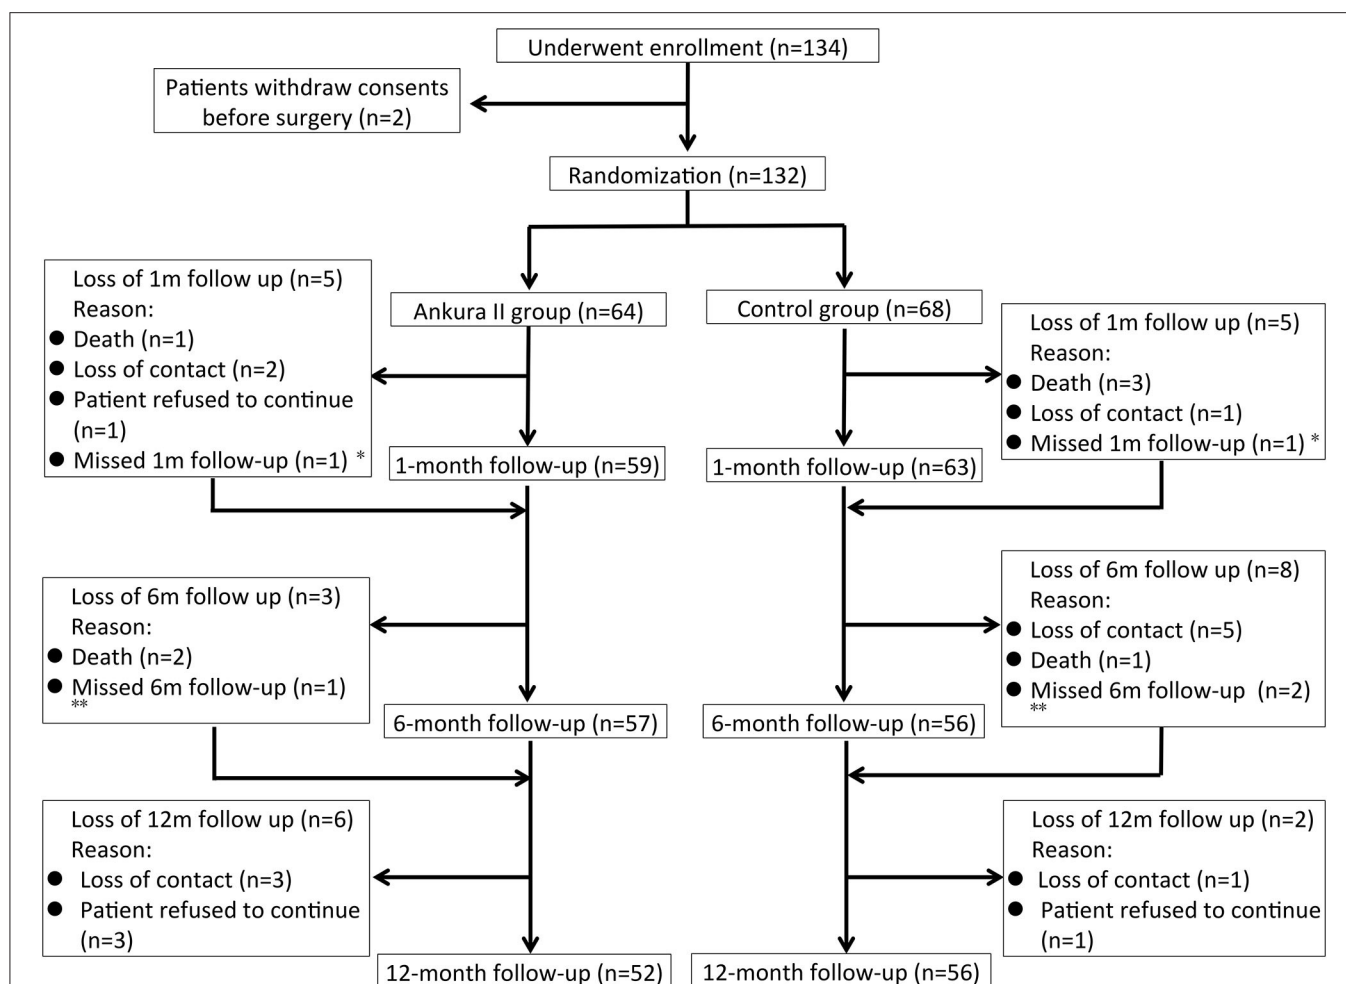 Underwent enrollment (n=134)
Patients withdraw consents
before surgery (n=2)
Randomization (n=132)
Loss of 1m follow up (n=5)
Reason:
● Death (n=1)
● Loss of contact (n=2)
● Patient refused to continue
(n=1)
● Missed 1m follow-up (n=1) *
Ankura II group (n=64)
Control group (n=68)
Loss of 1m follow up (n=5)
Reason:
● Death (n=3)
● Loss of contact (n=1)
● Missed 1m follow-up (n=1) *
1-month follow-up (n=59)
1-month follow-up (n=63)
Loss of 6m follow up (n=3)
Reason:
● Death (n=2)
● Missed 6m follow-up (n=1)
**
Loss of 6m follow up (n=8)
Reason:
● Loss of contact (n=5)
● Death (n=1)
● Missed 6m follow-up (n=2)
**
6-month follow-up (n=57)
6-month follow-up (n=56)
Loss of 12m follow up (n=6)
Reason:
● Loss of contact (n=3)
● Patient refused to continue
(n=3)
Loss of 12m follow up (n=2)
Reason:
● Loss of contact (n=1)
● Patient refused to continue
(n=1)
12-month follow-up (n=52)
12-month follow-up (n=56)